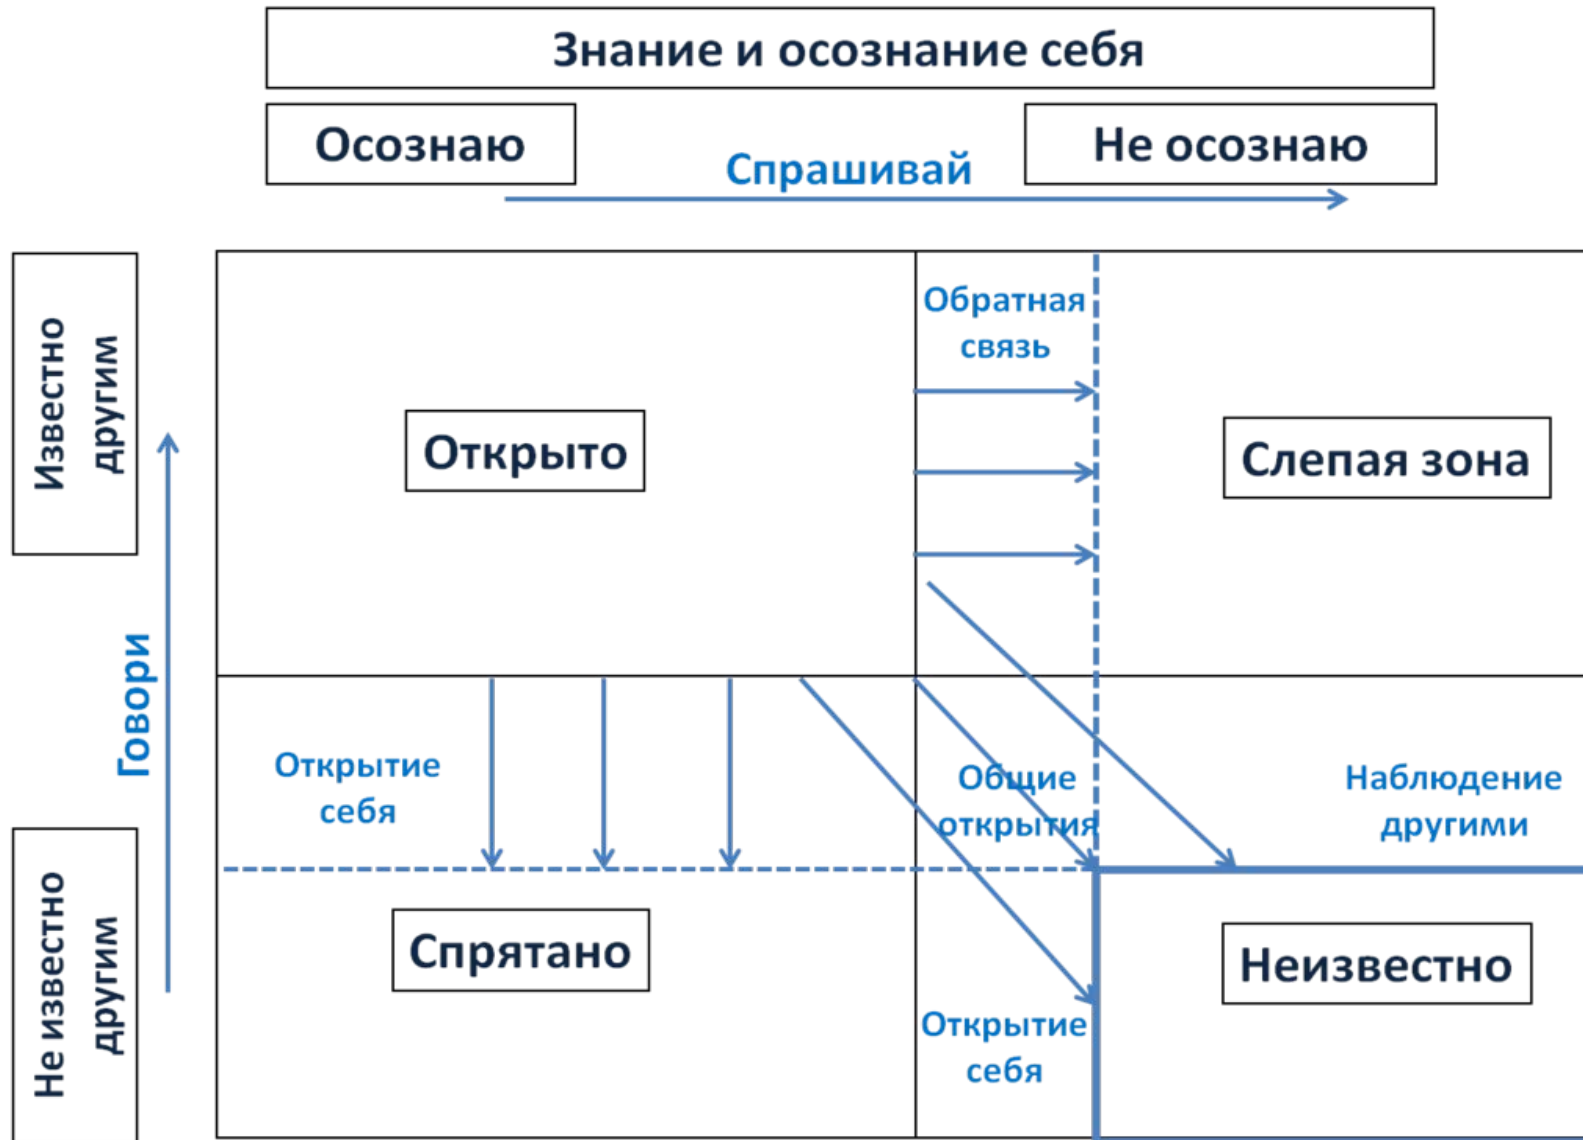 Знание и осознание себя
Осознаю
Спрашивай
Не осознаю
Известно
другим
Говори
Не известно
другим
Обратная
связь
Открыто
Слепая зона
Открытие
себя
Общие
открытия
Наблюдение
другими
Спрятано
Неизвестно
Открытие
себя